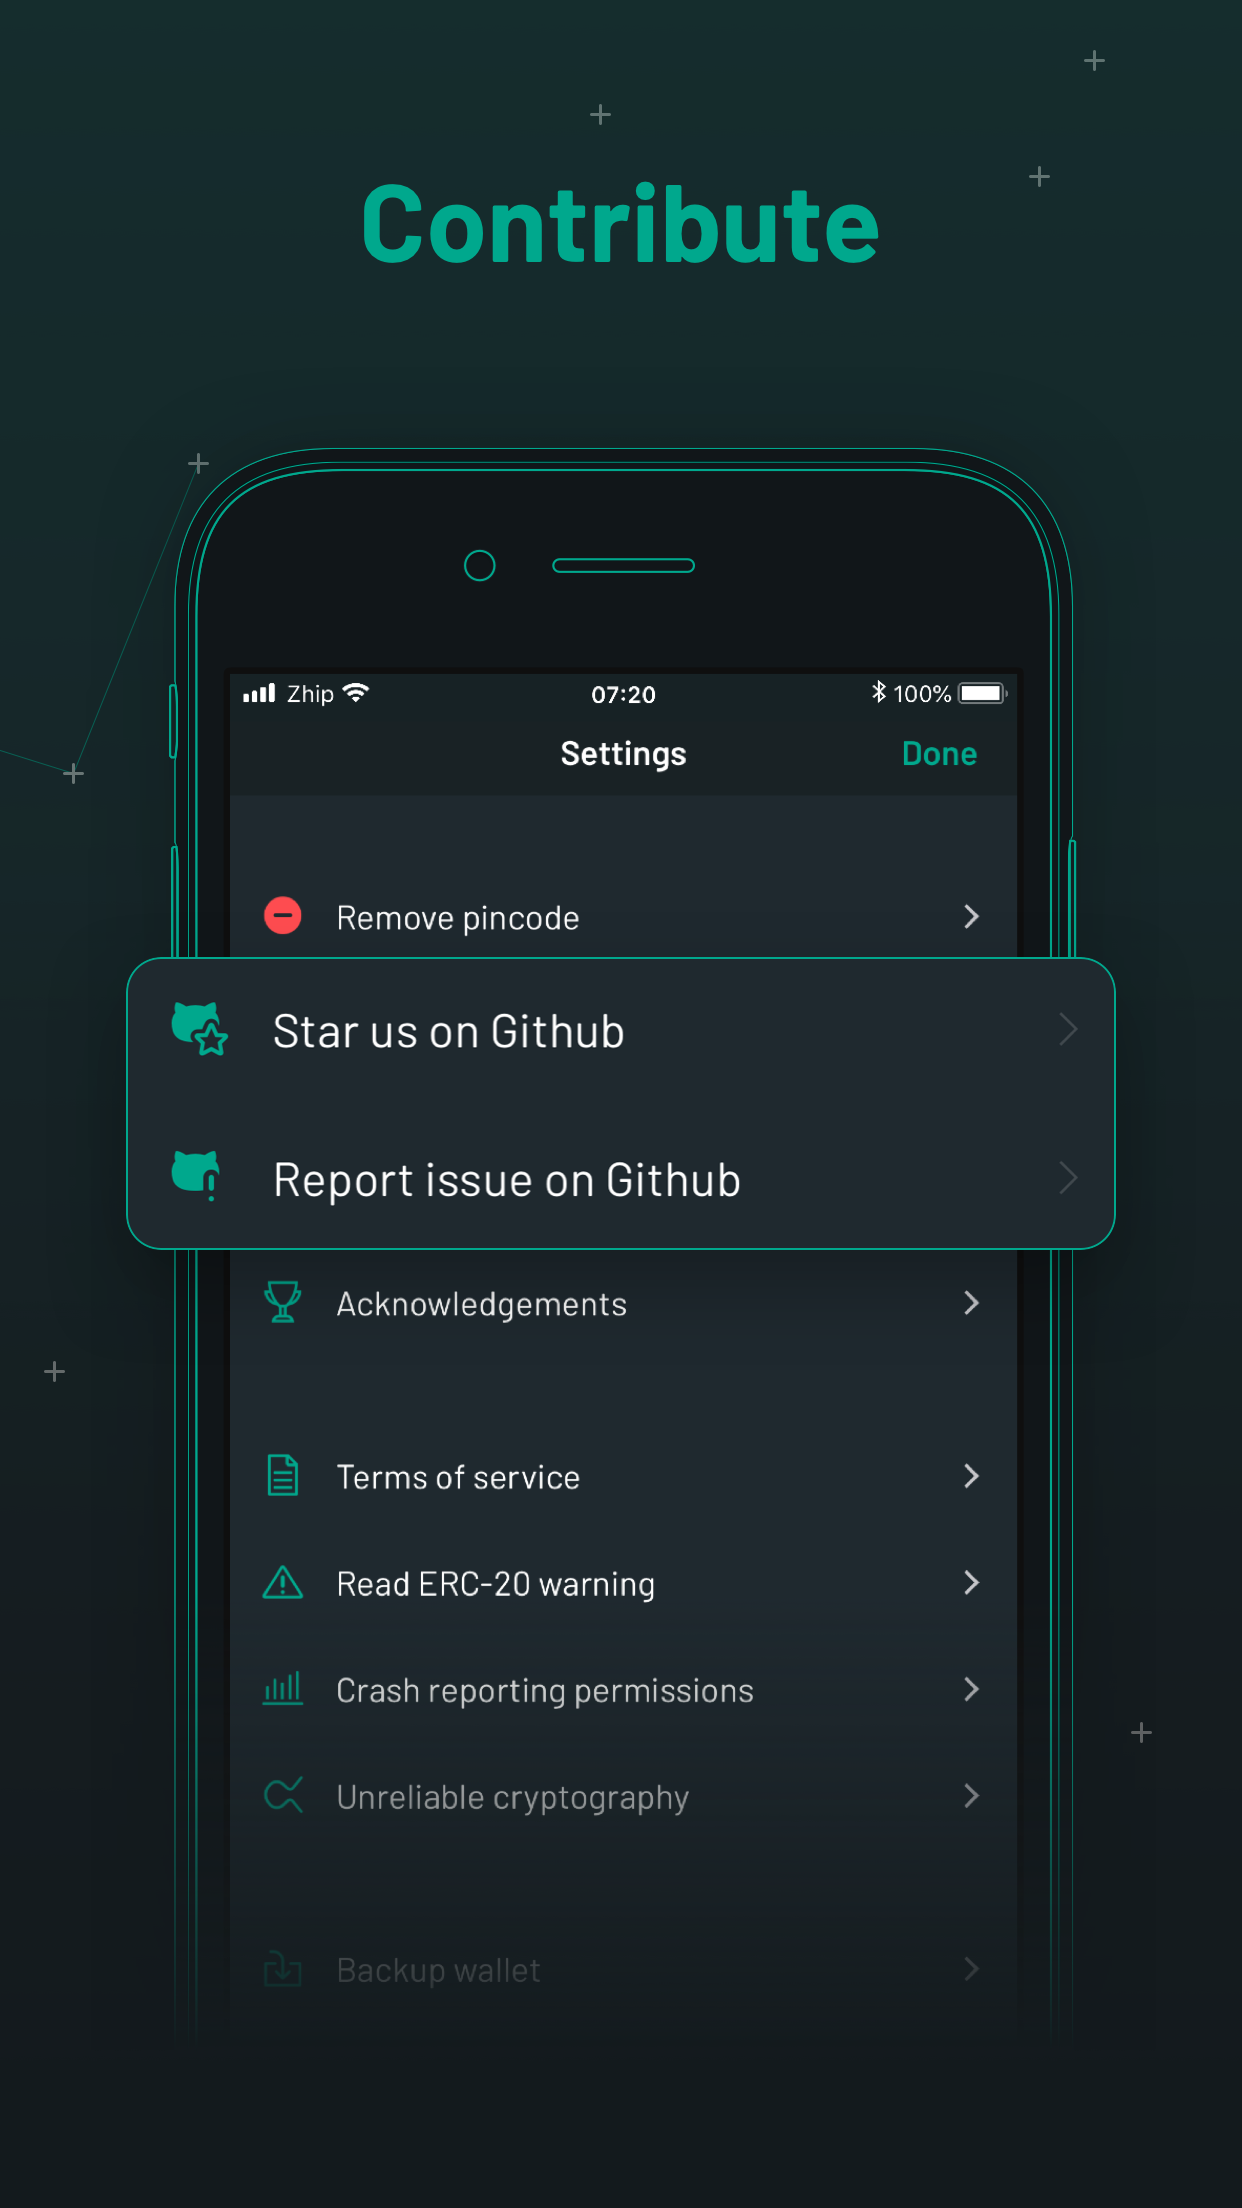 Contribute
Zhip
07:20
100%
Settings
Done
Remove pincode
Star us on Github
Report issue on Github
Acknowledgements
Terms of service
Read ERC-20 warning
Crash reporting permissions
Unreliable cryptography
Backup wallet